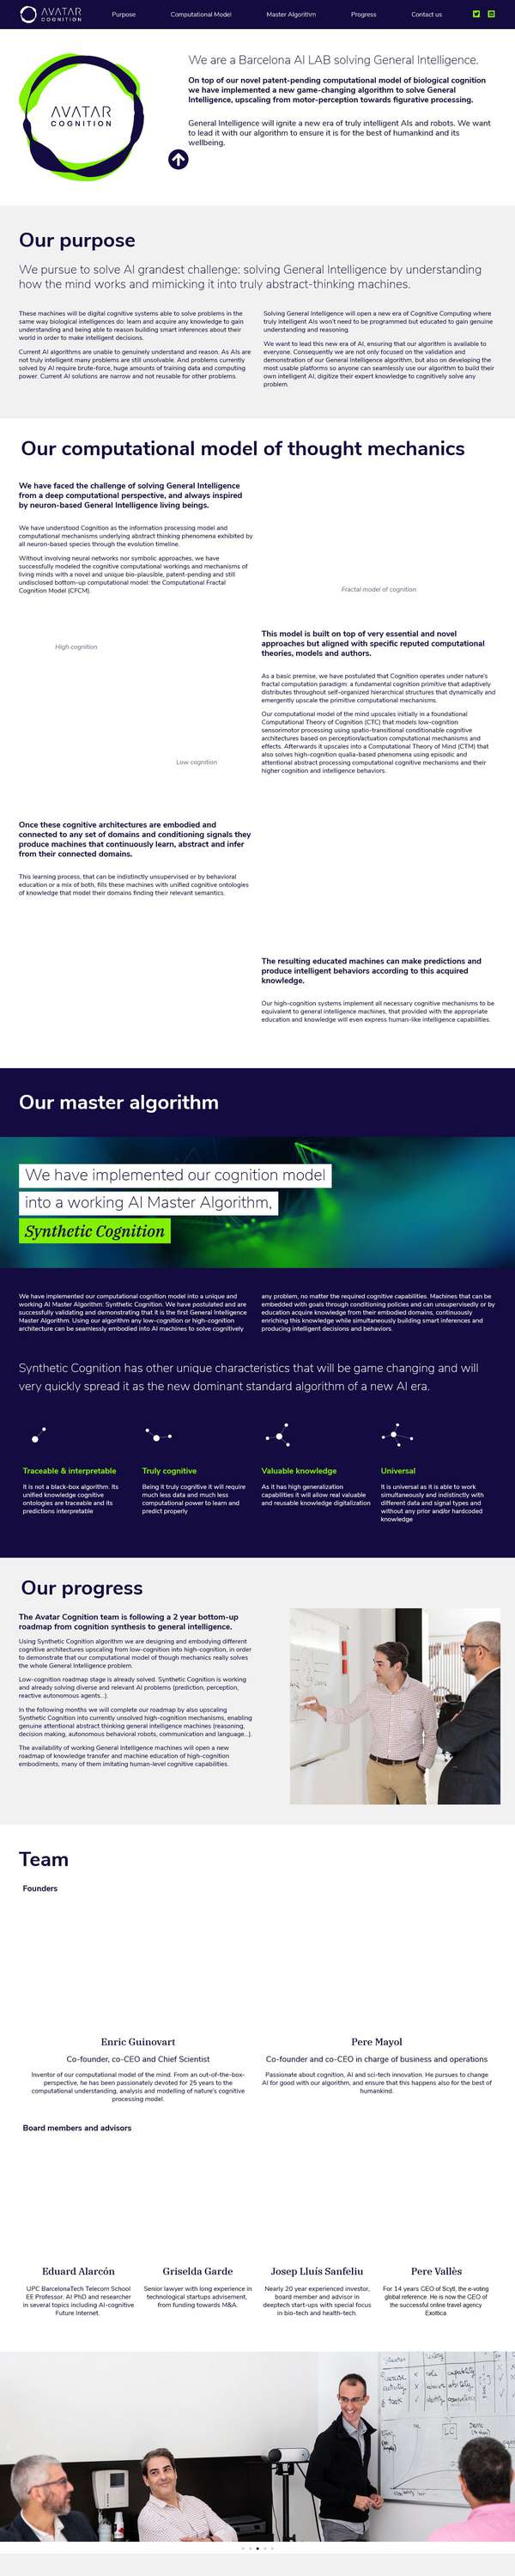 AVATAR
COGNITION
Purpose
Computational Model
Master Algorithm
Progress
Contact us
AVATAR
COGNITION
We are a Barcelona AI LAB solving General Intelligence.
On top of our novel patent-pending computational model of biological cognition
we have implemented a new game-changing algorithm to solve General
Intelligence, upscaling from motor-perception towards figurative processing.
General Intelligence will ignite a new era of truly intelligent AIs and robots. We want
to lead it with our algorithm to ensure it is for the best of humankind and its
wellbeing.
Our purpose
We pursue to solve AI grandest challenge: solving General Intelligence by understanding
how the mind works and mimicking it into truly abstract-thinking machines.
These machines will be digital cognitive systems able to solve problems in the
same way biological intelligences do: learn and acquire any knowledge to gain
understanding and being able to reason building smart inferences about their
world in order to make intelligent decisions.
Current AI algorithms are unable to genuinely understand and reason. As AIs are
not truly intelligent many problems are still unsolvable. And problems currently
solved by AI require brute-force, huge amounts of training data and computing
power. Current AI solutions are narrow and not reusable for other problems.
Solving General Intelligence will open a new era of Cognitive Computing where
truly intelligent AIs won't need to be programmed but educated to gain genuine
understanding and reasoning.
We want to lead this new era of AI, ensuring that our algorithm is available to
everyone. Consequently we are not only focused on the validation and
demonstration of our General Intelligence algorithm, but also on developing the
most usable platforms so anyone can seamlessly use our algorithm to build their
own intelligent AI, digitize their expert knowledge to cognitively solve any
problem.
Our computational model of thought mechanics
We have faced the challenge of solving General Intelligence
from a deep computational perspective, and always inspired
by neuron-based General Intelligence living beings.
We have understood Cognition as the information processing model and
computational mechanisms underlying abstract thinking phenomena exhibited by
all neuron-based species through the evolution timeline.
Without involving neural networks nor symbolic approaches, we have
successfully modeled the cognitive computational workings and mechanisms of
living minds with a novel and unique bio-plausible, patent-pending and still
undisclosed bottom-up computational model: the Computational Fractal
Cognition Model (CFCM).
Fractal model of cognition
High cognition
Low cognition
This model is built on top of very essential and novel
approaches but aligned with specific reputed computational
theories, models and authors.
As a basic premise, we have postulated that Cognition operates under nature's
fractal computation paradigm: a fundamental cognition primitive that adaptively
distributes throughout self-organized hierarchical structures that dynamically and
emergently upscale the primitive computational mechanisms.
Our computational model of the mind upscales initially in a foundational
Computational Theory of Cognition (CTC) that models low-cognition
sensorimotor processing using spatio-transitional conditionable cognitive
architectures based on perception/actuation computational mechanisms and
effects. Afterwards it upscales into a Computational Theory of Mind (CTM) that
also solves high-cognition qualia-based phenomena using episodic and
attentional abstract processing computational cognitive mechanisms and their
higher cognition and intelligence behaviors.
Once these cognitive architectures are embodied and
connected to any set of domains and conditioning signals they
produce machines that continuously learn, abstract and infer
from their connected domains.
This learning process, that can be indistinctly unsupervised or by behavioral
education or a mix of both, fills these machines with unified cognitive ontologies
of knowledge that model their domains finding their relevant semantics.
The resulting educated machines can make predictions and
produce intelligent behaviors according to this acquired
knowledge.
Our high-cognition systems implement all necessary cognitive mechanisms to be
equivalent to general intelligence machines, that provided with the appropriate
education and knowledge will even express human-like intelligence capabilities.
Our master algorithm
We have implemented our cognition model
into a working AI Master Algorithm,
Synthetic Cognition
We have implemented our computational cognition model into a unique and
working AI Master Algorithm: Synthetic Cognition. We have postulated and are
successfully validating and demonstrating that it is the first General Intelligence
Master Algorithm. Using our algorithm any low-cognition or high-cognition
architecture can be seamlessly embodied into AI machines to solve cognitively
any problem, no matter the required cognitive capabilities. Machines that can be
embedded with goals through conditioning policies and can unsupervisedly or by
education acquire knowledge from their embodied domains, continuously
enriching this knowledge while simultaneously building smart inferences and
producing intelligent decisions and behaviors.
Synthetic Cognition has other unique characteristics that will be game changing and will
very quickly spread it as the new dominant standard algorithm of a new AI era.
Traceable & interpretable
It is not a black-box algorithm. Its
unified knowledge cognitive
ontologies are traceable and its
predictions interpretable
Truly cognitive
Being it truly cognitive it will require
much less data and much less
computational power to learn and
predict properly
Valuable knowledge
As it has high generalization
capabilities it will allow real valuable
and reusable knowledge digitalization
Universal
It is universal as it is able to work
simultaneously and indistinctly with
different data and signal types and
without any prior and/or hardcoded
knowledge
Our progress
The Avatar Cognition team is following a 2 year bottom-up
roadmap from cognition synthesis to general intelligence.
Using Synthetic Cognition algorithm we are designing and embodying different
cognitive architectures upscaling from low-cognition into high-cognition, in order
to demonstrate that our computational model of though mechanics really solves
the whole General Intelligence problem.
Low-cognition roadmap stage is already solved. Synthetic Cognition is working
and already solving diverse and relevant AI problems (prediction, perception,
reactive autonomous agents...).
In the following months we will complete our roadmap by also upscaling
Synthetic Cognition into currently unsolved high-cognition mechanisms, enabling
genuine attentional abstract thinking general intelligence machines (reasoning,
decision making, autonomous behavioral robots, communication and language...).
The availability of working General Intelligence machines will open a new
roadmap of knowledge transfer and machine education of high-cognition
embodiments, many of them imitating human-level cognitive capabilities.
Team
Founders
Enric Guinovart
Co-founder, co-CEO and Chief Scientist
Inventor of our computational model of the mind. From an out-of-the-box-
perspective, he has been passionately devoted for 25 years to the
computational understanding, analysis and modelling of nature's cognitive
processing model.
Pere Mayol
Co-founder and co-CEO in charge of business and operations
Passionate about cognition, AI and sci-tech innovation. He pursues to change
AI for good with our algorithm, and ensure that this happens also for the best of
humankind.
Board members and advisors
Eduard Alarcón
UPC BarcelonaTech Telecom School
EE Professor. AI PhD and researcher
in several topics including AI-cognitive
Future Internet.
Griselda Garde
Senior lawyer with long experience in
technological startups advisement,
from funding towards M&A.
Josep Lluís Sanfeliu
Nearly 20 year experienced investor,
board member and advisor in
deeptech start-ups with special focus
in bio-tech and health-tech.
Pere Vallès
For 14 years CEO of Scytl, the e-voting
global reference. He is now the CEO of
the successful online travel agency
Exoticca.